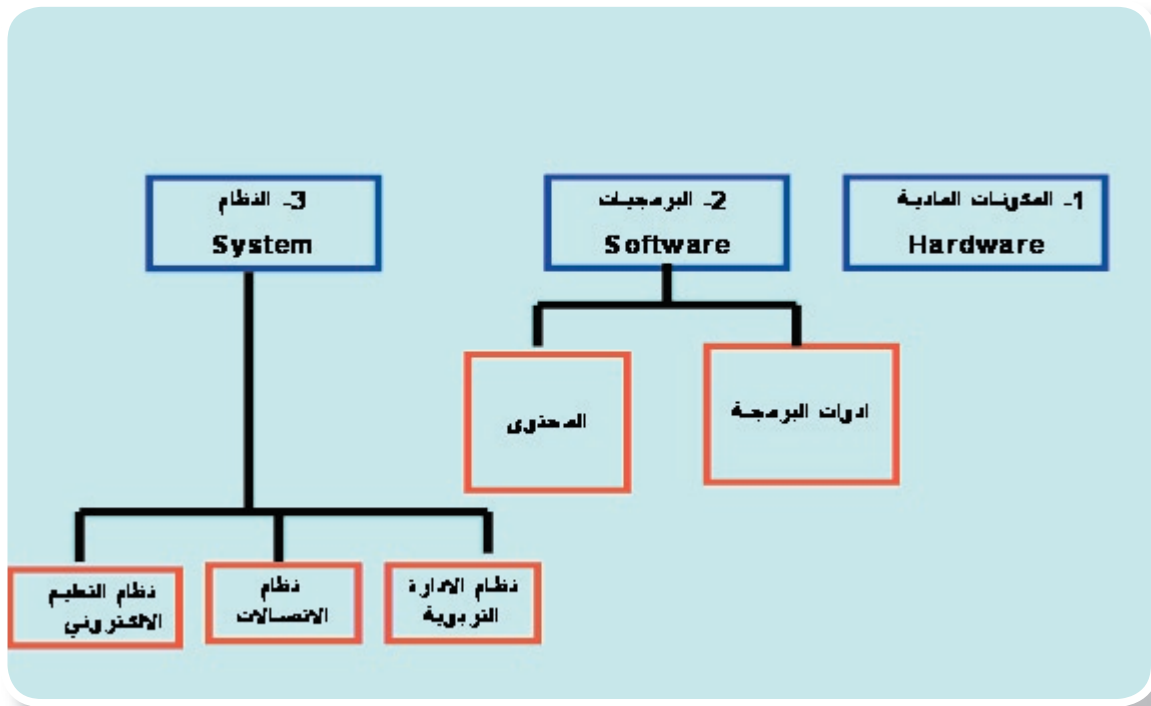 1- المكونات المادية
Hardware
2- البرمجيات
Software
3- النظام
System
ادوات البرمجة
المحتوى
نظام الادارة
التربوية
نظام
الاتصالات
نظام التعليم
الالكتروني